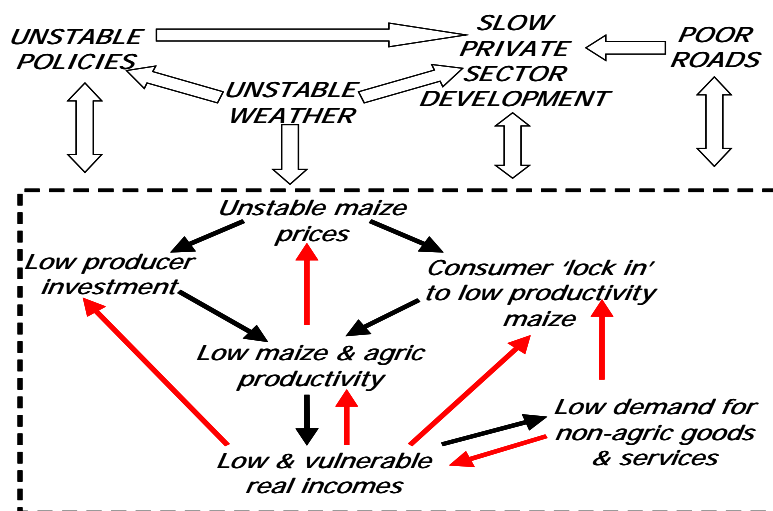 UNSTABLE
POLICIES
SLOW
PRIVATE
SECTOR
DEVELOPMENT
POOR
ROADS
UNSTABLE
WEATHER
Unstable maize
prices
Low producer
investment
Consumer ‘lock in’
to low productivity
maize
Low maize & agric
productivity
Low demand for
non-agric goods
& services
Low & vulnerable
real incomes